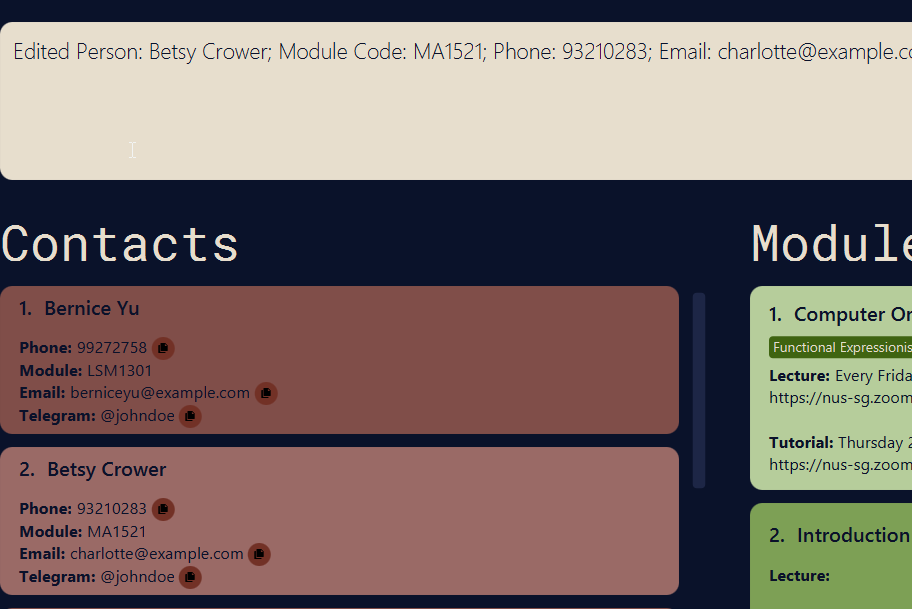 Edited Person: Betsy Crower; Module Code: MA1521; Phone: 93210283; Email: charlotte@example.co
Contacts
1. Bernice Yu
Phone: 99272758
Module: LSM1301
Email: berniceyu@example.com
Telegram: @johndoe
2. Betsy Crower
Phone: 93210283
Module: MA1521
Email: charlotte@example.com
Telegram: @johndoe
Module
1. Computer Or
Functional Expressionis
Lecture: Every Frida
https://nus-sg.zoom
Tutorial: Thursday 2
https://nus-sg.zoom
2. Introduction
Lecture: